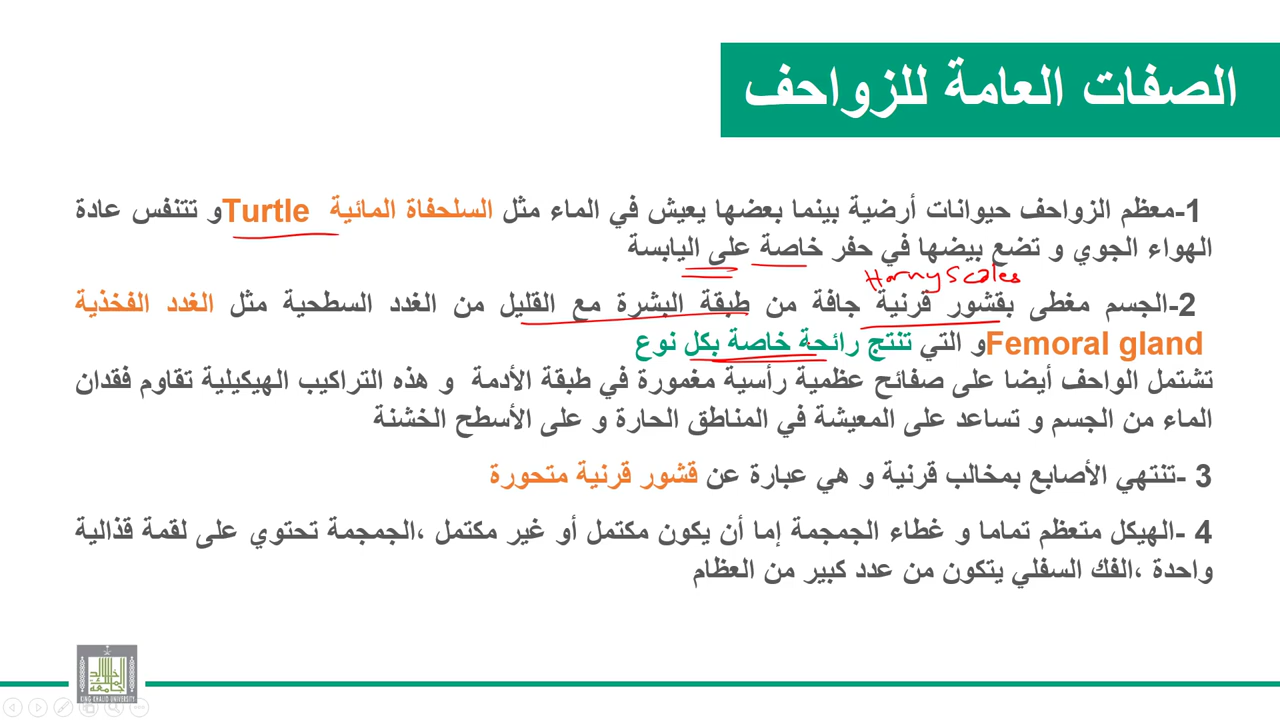 الصفات العامة للزواحف
1-معظم الزواحف حيوانات أرضية بينما بعضها يعيش في الماء مثل السلحفاة المائية Turtle و تتنفس عادة
الهواء الجوي و تضع بيضها في حفر خاصة على اليابسة
Horny scales
2-الجسم مغطى بقشور قرنية جافة من طبقة البشرة مع القليل من الغدد السطحية مثل الغدد الفخذية
Femoral gland و التي تنتج رائحة خاصة بكل نوع
تشتمل الواحف أيضا على صفائح عظمية رأسية مغمورة في طبقة الأدمة و هذه التراكيب الهيكيلية تقاوم فقدان
الماء من الجسم و تساعد على المعيشة في المناطق الحارة و على الأسطح الخشنة
3 -تنتهي الأصابع بمخالب قرنية و هي عبارة عن قشور قرنية متحورة
4 -الهيكل متعظم تماما و غطاء الجمجمة إما أن يكون مكتمل أو غير مكتمل ،الجمجمة تحتوي على لقمة قذالية
واحدة ،الفك السفلي يتكون من عدد كبير من العظام
KING KHALID UNIVERSITY